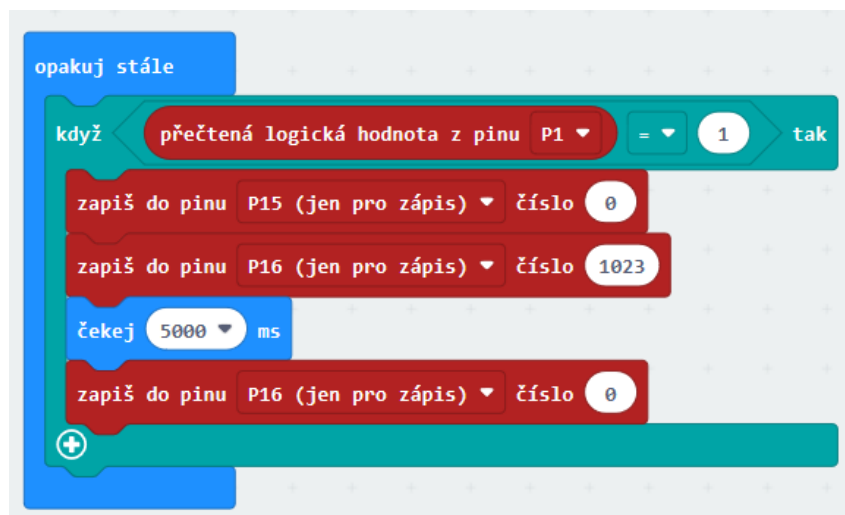 opakuj stále
když přečtená logická hodnota z pinu P1 = 1 tak
zapiš do pinu P15 (jen pro zápis) číslo 0
zapiš do pinu P16 (jen pro zápis) číslo 1023
čekej 5000 ms
zapiš do pinu P16 (jen pro zápis) číslo 0